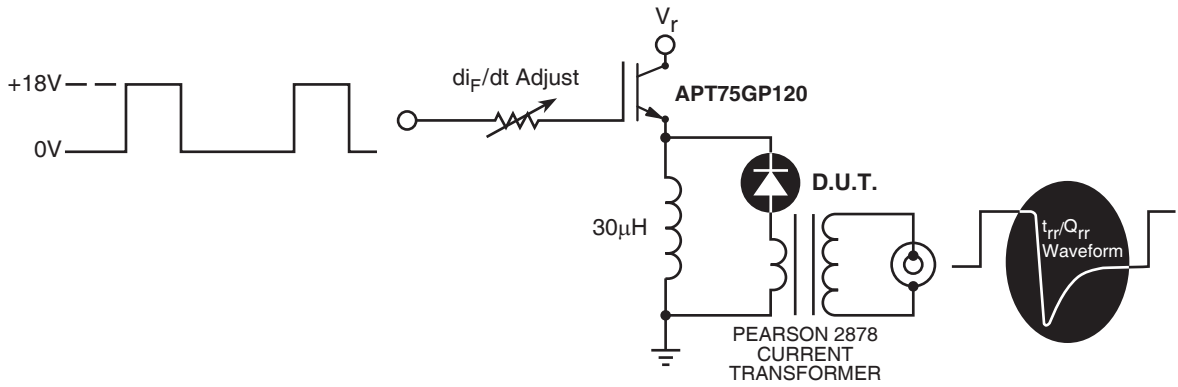 V_r
+18V
di_F/dt Adjust
APT75GP120
0V
D.U.T.
30μH
t_rr/Q_rr
Waveform
PEARSON 2878
CURRENT
TRANSFORMER